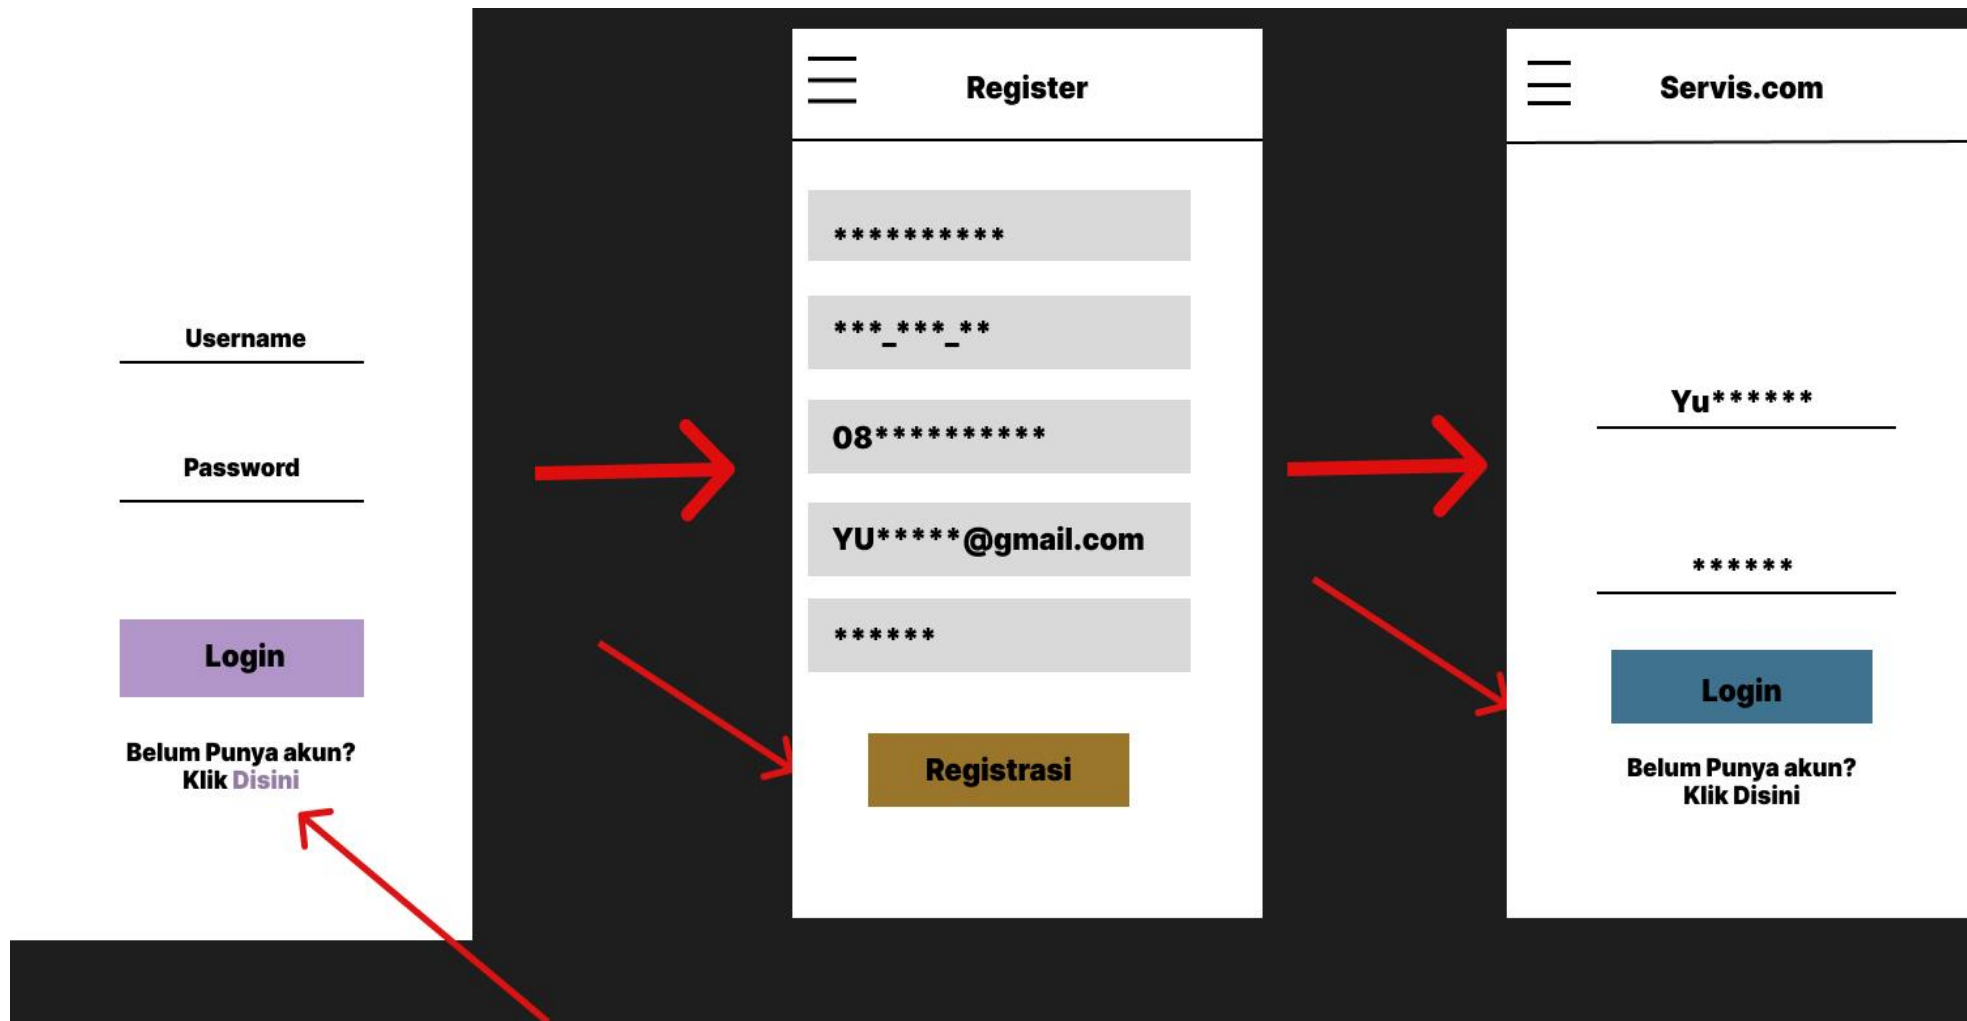 Username
Password
Login
Belum Punya akun?
Klik Disini
Register
**********
***_***_**
08**********
YU*****@gmail.com
******
Registrasi
Servis.com
Yu******
******
Login
Belum Punya akun?
Klik Disini